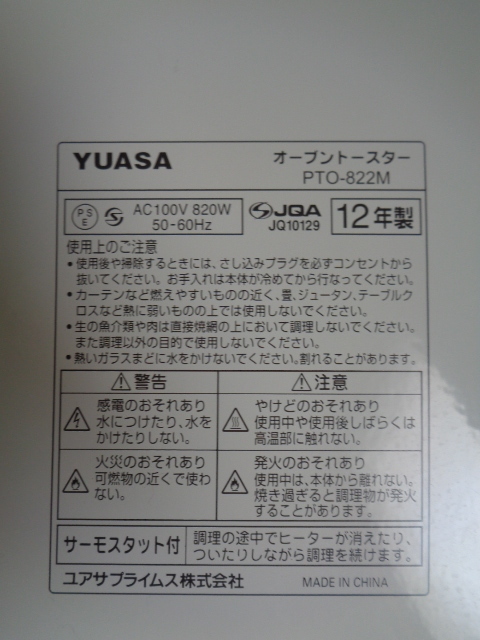 YUASA
オーブントースター
PTO-822M
PS
E
AC100V 820W
50-60Hz
JQA
JQ10129
12年製
使用上のご注意
•使用後や掃除するときには、さし込みプラグを必ずコンセントから
抜いてください。お手入れは本体が冷めてから行なってください。
•カーテンなど燃えやすいものの近く、畳、ジュータン、テーブルク
ロスなど熱に弱いものの上では使用しないでください。
•生の魚介類や肉は直接焼網の上において調理しないでください。
また調理以外の目的で使用しないでください。
•熱いガラスまどに水をかけないでください。割れることがあります。
警告
感電のおそれあり
水につけたり、水を
かけたりしない。
火災のおそれあり
可燃物の近くで使わ
ない。
注意
やけどのおそれあり
使用中や使用後しばらくは
高温部に触れない。
発火のおそれあり
使用中は、本体から離れない。
焼き過ぎると調理物が発火
することがあります。
サーモスタット付
調理の途中でヒーターが消えたり、
ついたりしながら調理を続けます。
ユアサプライムス株式会社
MADE IN CHINA